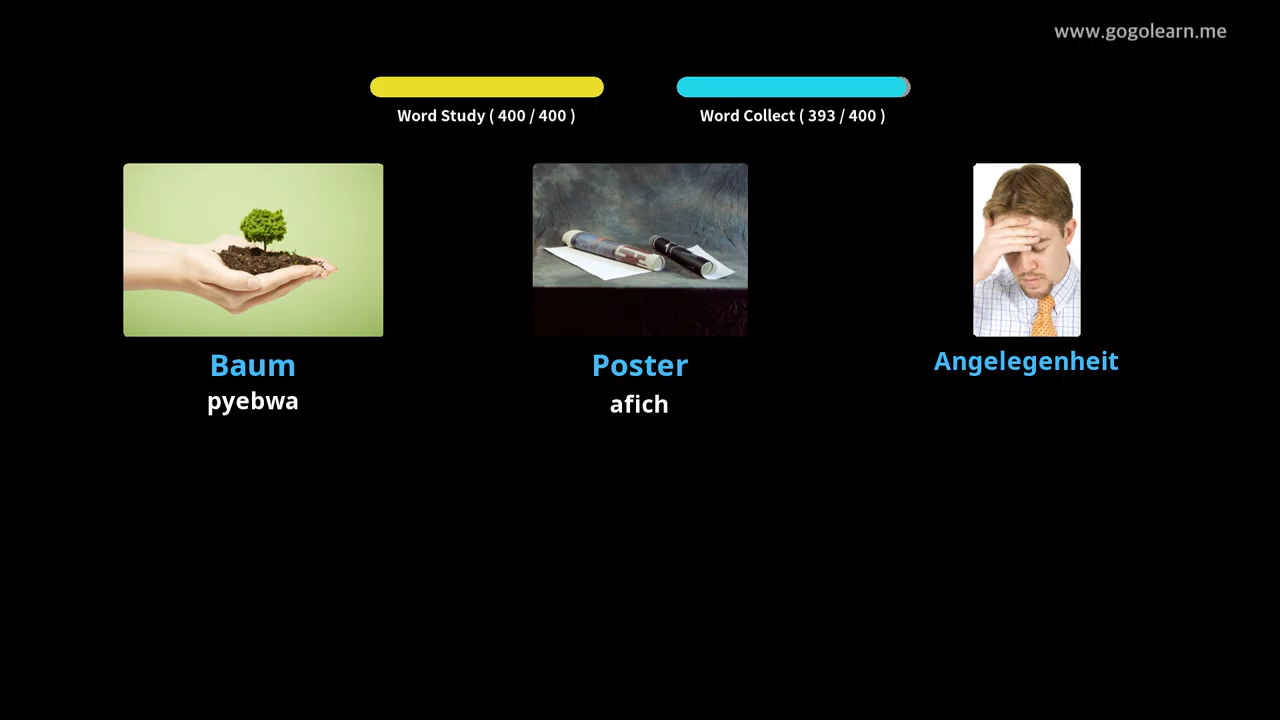 www.gogolearn.me
Word Study ( 400 / 400 )
Word Collect ( 393 / 400 )
Baum
pyebwa
Poster
afich
Angelegenheit